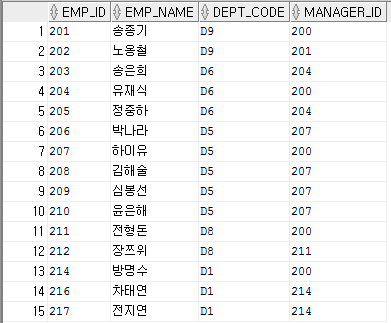 EMP_ID EMP_NAME DEPT_CODE MANAGER_ID
1 201 송종기 D9 200
2 202 노옹철 D9 201
3 203 송은희 D6 204
4 204 유재식 D6 200
5 205 정중하 D6 204
6 206 박나라 D5 207
7 207 하이유 D5 200
8 208 김해술 D5 207
9 209 심봉선 D5 207
10 210 윤은해 D5 207
11 211 전형돈 D8 200
12 212 장쯔위 D8 211
13 214 방명수 D1 200
14 216 차태연 D1 214
15 217 전지연 D1 214